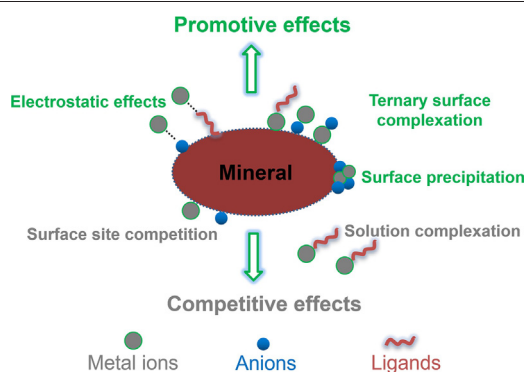 Promotive effects
Electrostatic effects
Ternary surface
complexation
Mineral
Surface precipitation
Surface site competition
Solution complexation
Competitive effects
Metal ions
Anions
Ligands